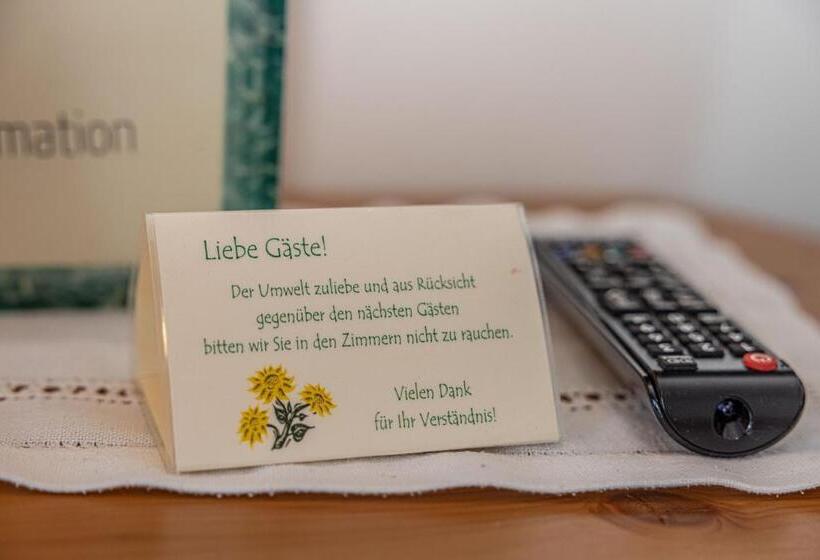 mation
Liebe Gäste!
Der Umwelt zuliebe und aus Rücksicht
gegenüber den nächsten Gästen
bitten wir Sie in den Zimmern nicht zu rauchen.
Vielen Dank
für Ihr Verständnis!